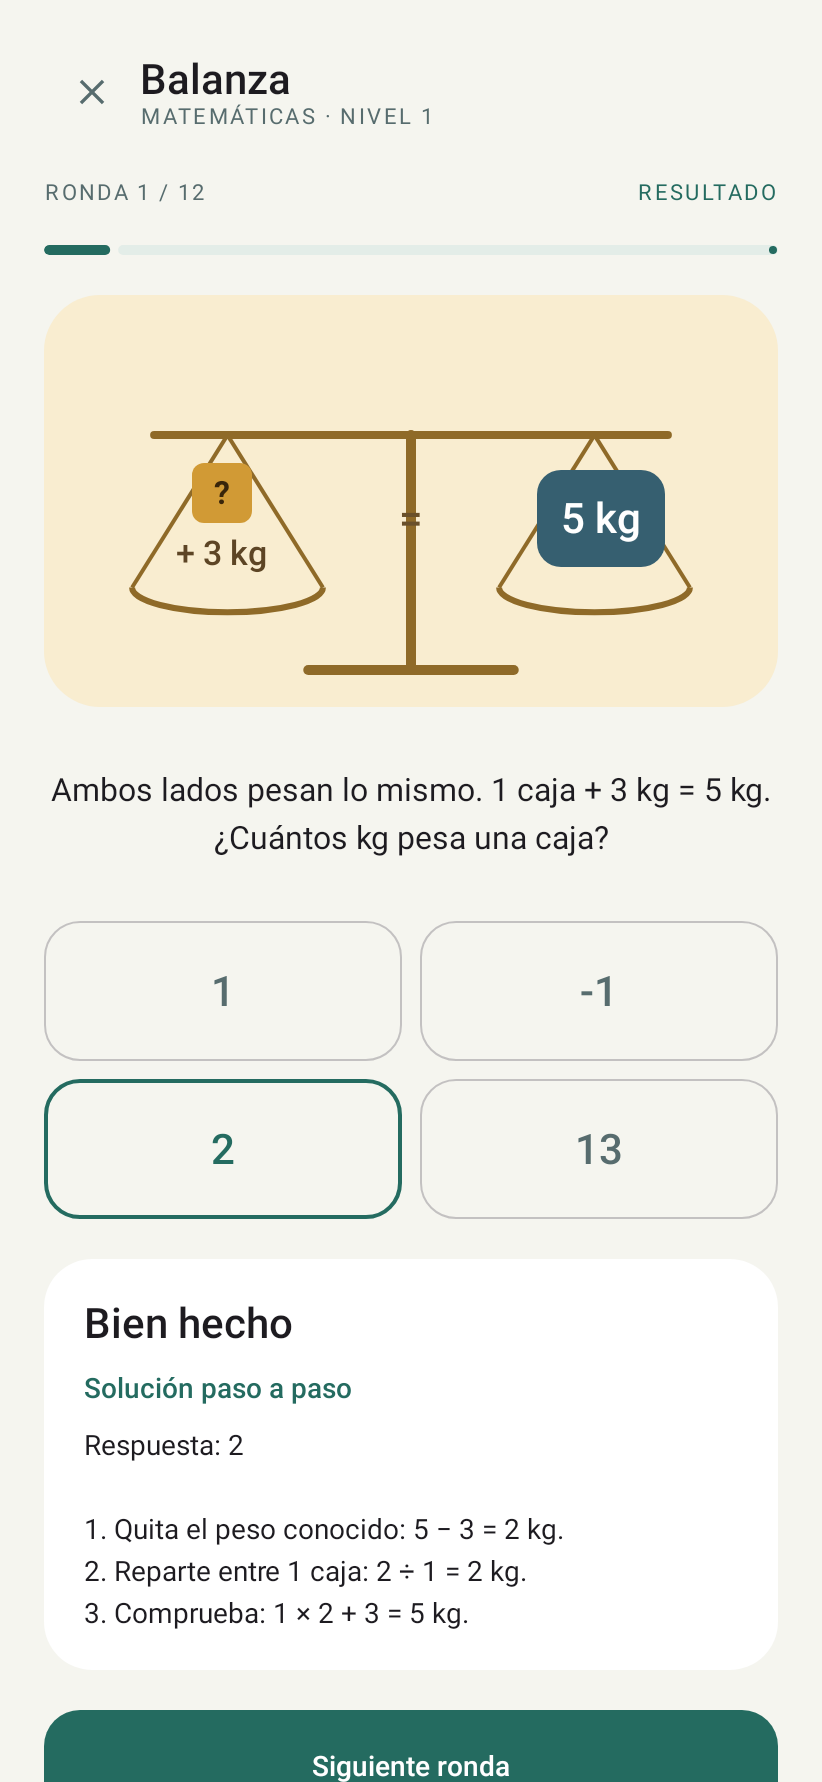 Balanza
MATEMÁTICAS · NIVEL 1
RONDA 1 / 12
RESULTADO
?
+ 3 kg
=
5 kg
Ambos lados pesan lo mismo. 1 caja + 3 kg = 5 kg.
¿Cuántos kg pesa una caja?
1
-1
2
13
Bien hecho
Solución paso a paso
Respuesta: 2
1. Quita el peso conocido: 5 − 3 = 2 kg.
2. Reparte entre 1 caja: 2 ÷ 1 = 2 kg.
3. Comprueba: 1 × 2 + 3 = 5 kg.
Siguiente ronda